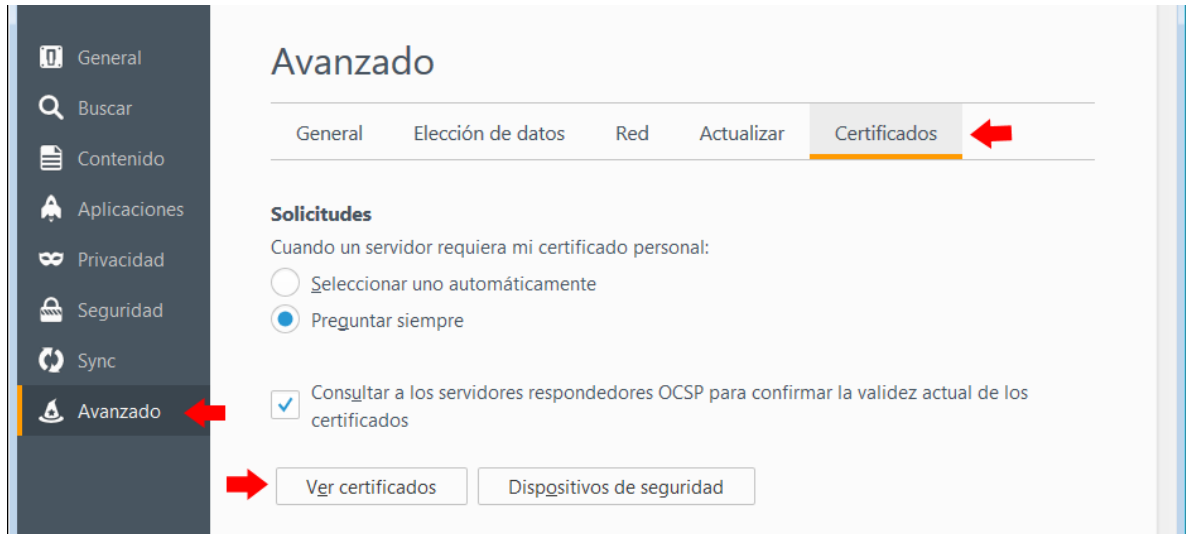 General
Buscar
Contenido
Aplicaciones
Privacidad
Seguridad
Sync
Avanzado
Avanzado
General Elección de datos Red Actualizar Certificados
Solicitudes
Cuando un servidor requiera mi certificado personal:
Seleccionar uno automáticamente
Preguntar siempre
Consultar a los servidores respondedores OCSP para confirmar la validez actual de los
certificados
Ver certificados Dispositivos de seguridad